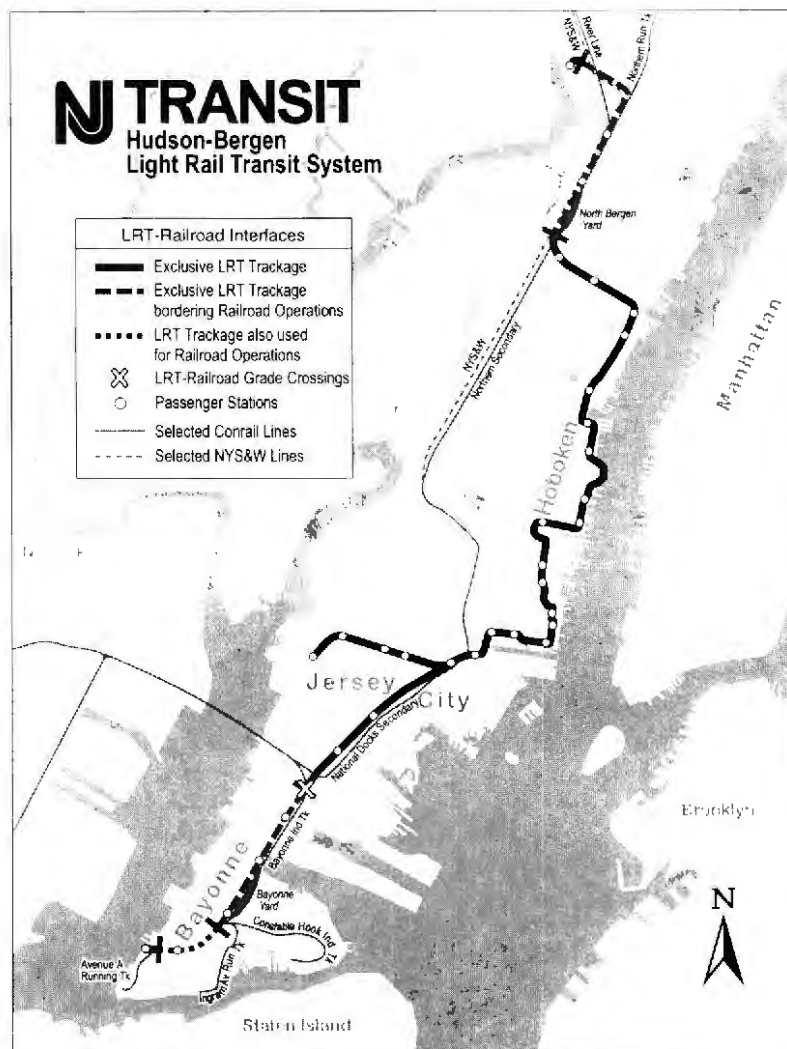 NJ TRANSIT
Hudson-Bergen
Light Rail Transit System
LRT-Railroad Interfaces
Exclusive LRT Trackage
Exclusive LRT Trackage
bordering Railroad Operations
LRT Trackage also used
for Railroad Operations
LRT-Railroad Grade Crossings
Passenger Stations
Selected Conrail Lines
Selected NYS&W Lines
NYS&W
River Line
Northern Run Tk
North Bergen
Yard
NYS&W
Northern Secondary
Manhattan
Hoboken
Jersey
City
National Docks Secondary
Brooklyn
Bayonne Ind Tk
Bayonne
Bayonne
Yard
Constable Hook Ind
Tk
Avenue A
Running Tk
Ingram Av Run Tk
Staten Island
N